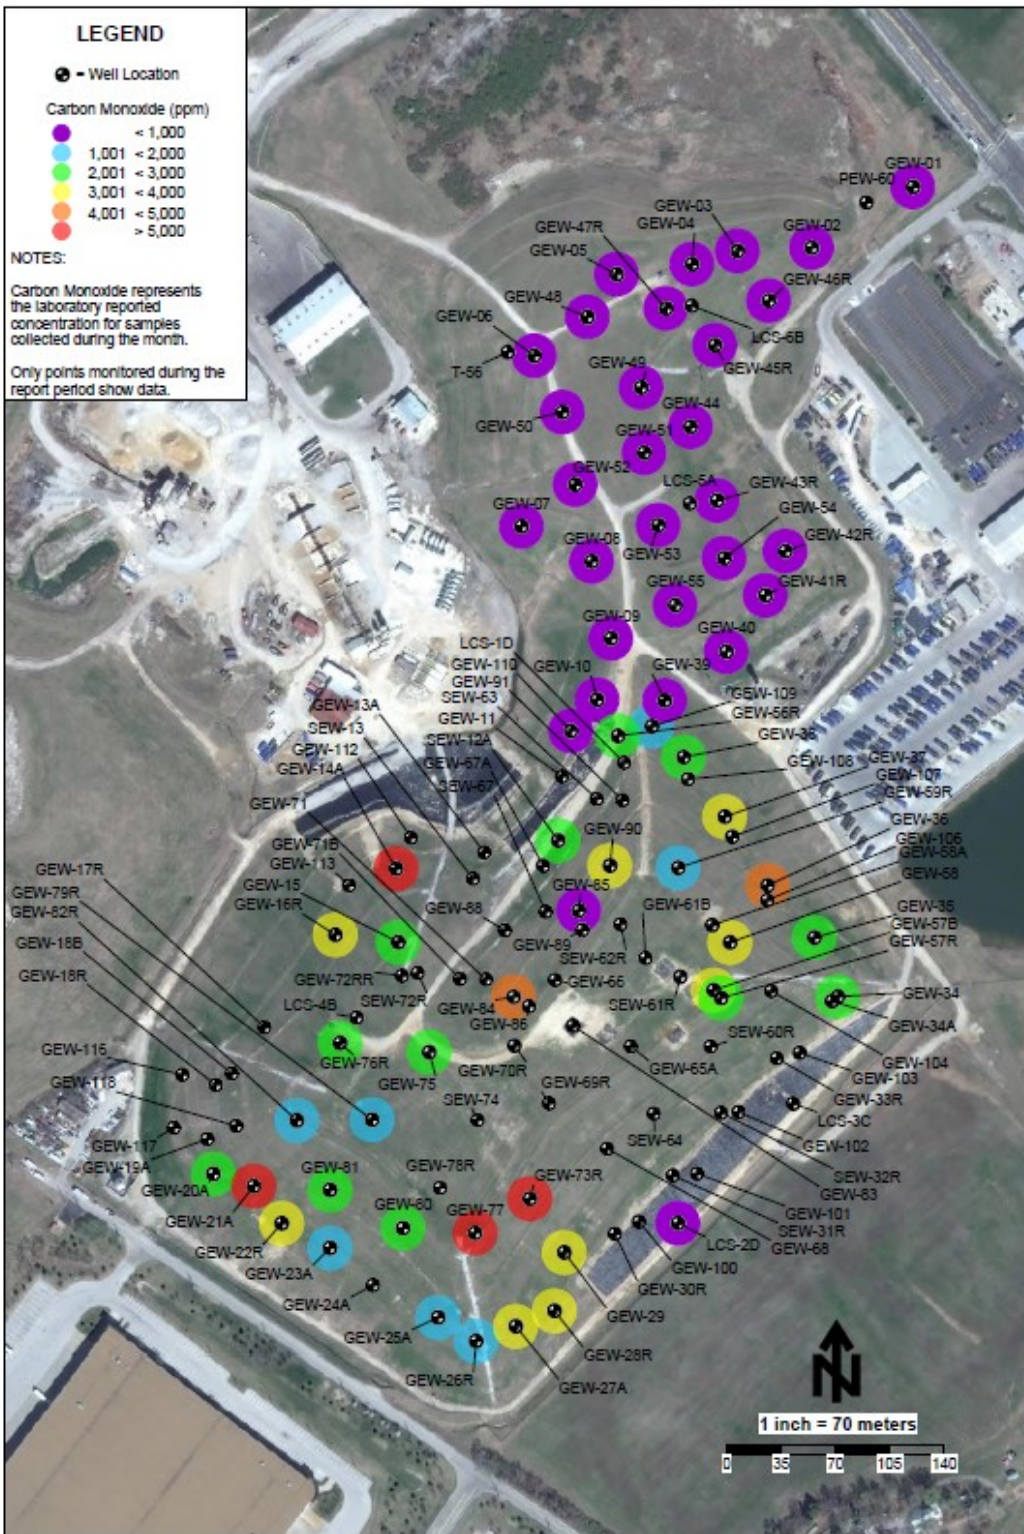 LEGEND
= Well Location
Carbon Monoxide (ppm)
< 1,000
1,001 < 2,000
2,001 < 3,000
3,001 < 4,000
4,001 < 5,000
> 5,000
NOTES:
Carbon Monoxide represents
the laboratory reported
concentration for samples
collected during the month.
Only points monitored during the
report period show data.
GEW-01
PEW-60
GEW-03
GEW-04
GEW-02
GEW-47R
GEW-05
GEW-46R
GEW-48
GEW-06
LCS-6B
T-56
GEW-49
GEW-45R
GEW-44
GEW-50
GEW-51
GEW-52
LCS-5A
GEW-43R
GEW-07
GEW-54
GEW-08
GEW-53
GEW-42R
GEW-55
GEW-41R
GEW-09
GEW-40
LCS-1D
GEW-110
GEW-10
GEW-39
GEW-91
SEW-63
GEW-109
GEW-13A
GEW-11
GEW-56R
SEW-13
SEW-12A
GEW-38
GEW-112
GEW-67A
GEW-37
GEW-14A
SEW-67
GEW-108
GEW-107
GEW-59R
GEW-71
GEW-90
GEW-36
GEW-71B
GEW-106
GEW-113
GEW-58A
GEW-17R
GEW-58
GEW-15
GEW-79R
GEW-16R
GEW-88
GEW-85
GEW-61B
GEW-35
GEW-82R
GEW-57B
GEW-18B
GEW-89
GEW-57R
GEW-18R
SEW-62R
GEW-72RR
SEW-72R
GEW-84
GEW-66
SEW-61R
GEW-34
LCS-4B
GEW-86
GEW-34A
SEW-60R
GEW-116
GEW-76R
GEW-75
GEW-70R
GEW-65A
GEW-104
GEW-118
GEW-103
GEW-69R
GEW-33R
SEW-74
LCS-3C
GEW-117
SEW-64
GEW-102
GEW-19A
SEW-32R
GEW-81
GEW-78R
GEW-73R
GEW-83
GEW-20A
GEW-80
GEW-77
GEW-101
GEW-21A
SEW-31R
LCS-2D
GEW-22R
GEW-68
GEW-100
GEW-23A
GEW-30R
GEW-24A
GEW-29
GEW-25A
GEW-28R
GEW-26R
GEW-27A
N
1 inch = 70 meters
0 35 70 105 140